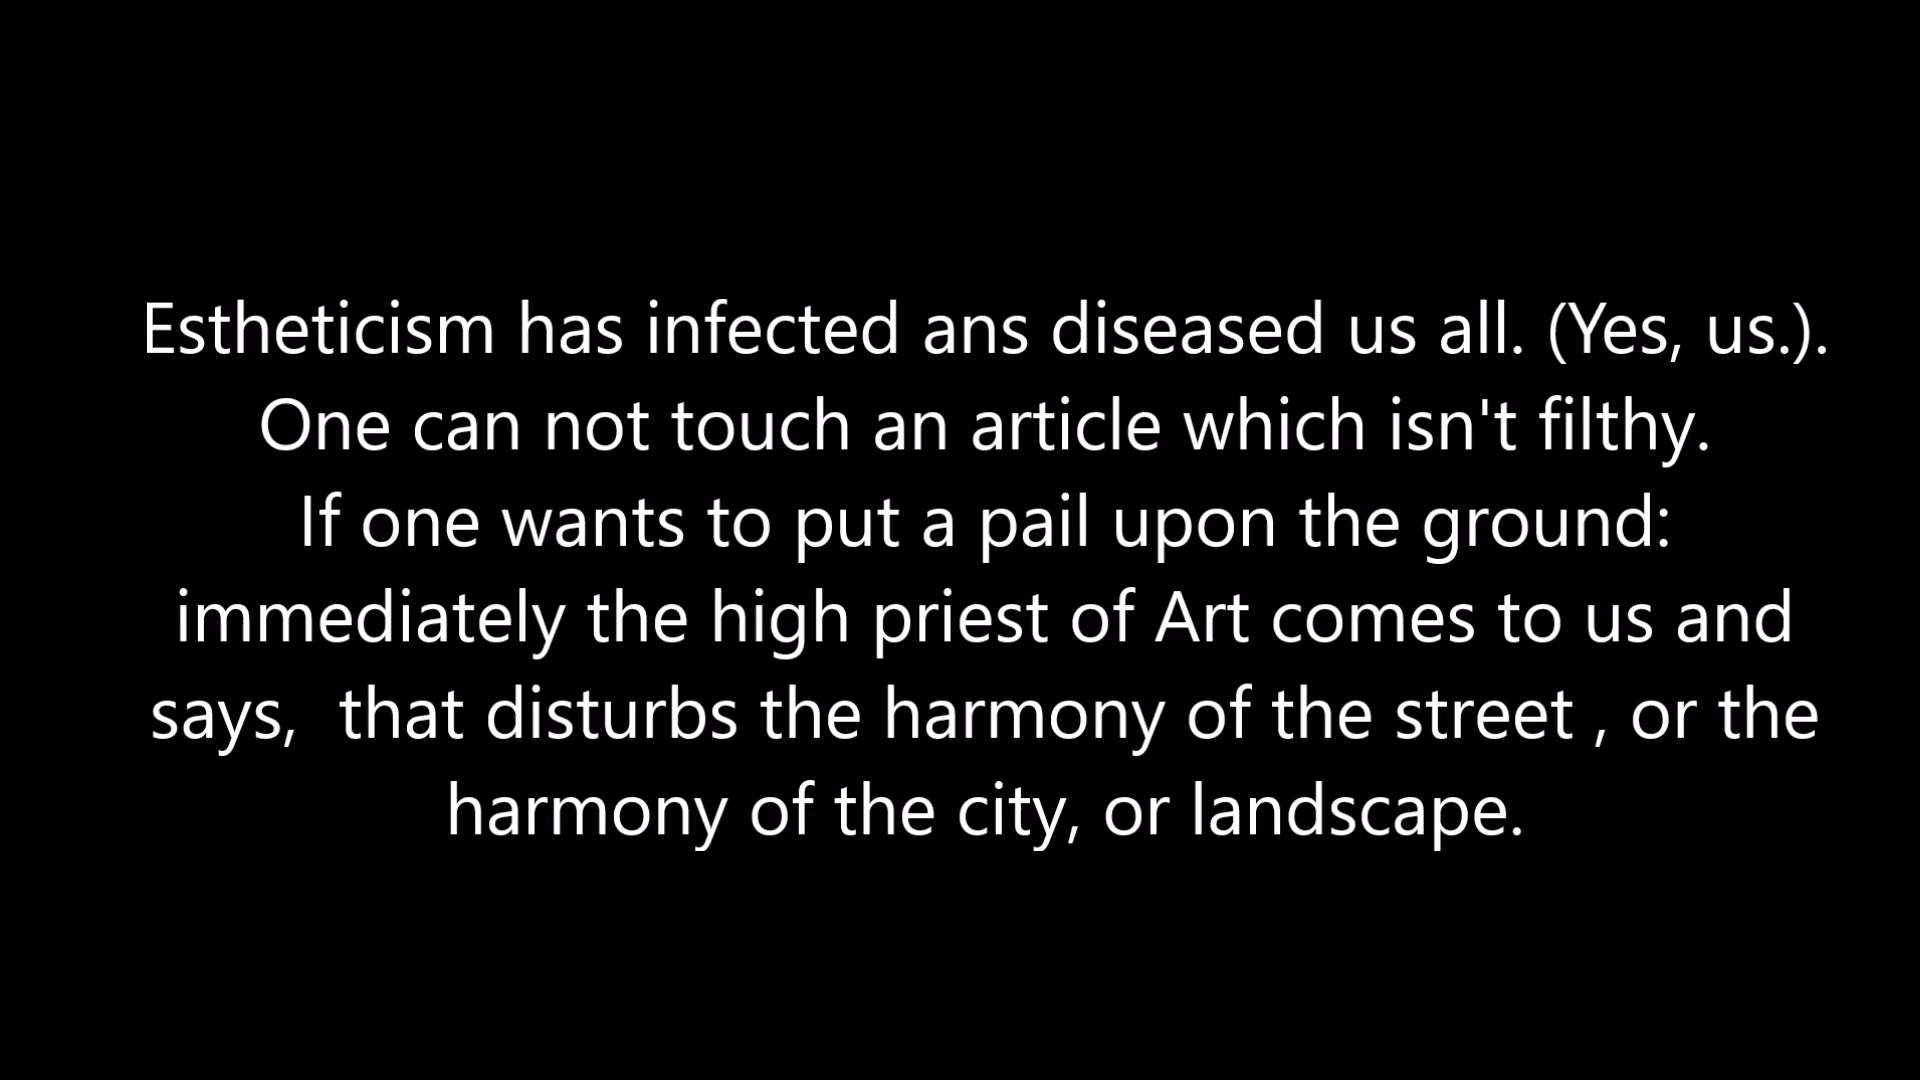 Estheticism has infected ans diseased us all. (Yes, us.).
One can not touch an article which isn't filthy.
If one wants to put a pail upon the ground:
immediately the high priest of Art comes to us and
says,  that disturbs the harmony of the street , or the
harmony of the city, or landscape.